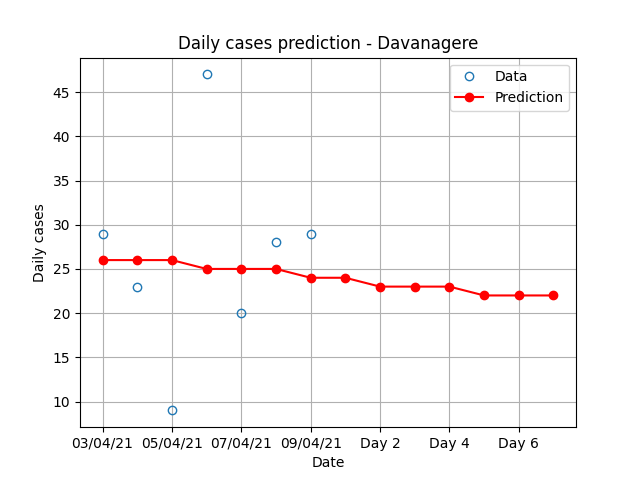 Daily cases prediction - Davanagere
Data
Prediction
45
40
35
30
25
20
15
10
Daily cases
03/04/21 05/04/21 07/04/21 09/04/21 Day 2 Day 4 Day 6
Date